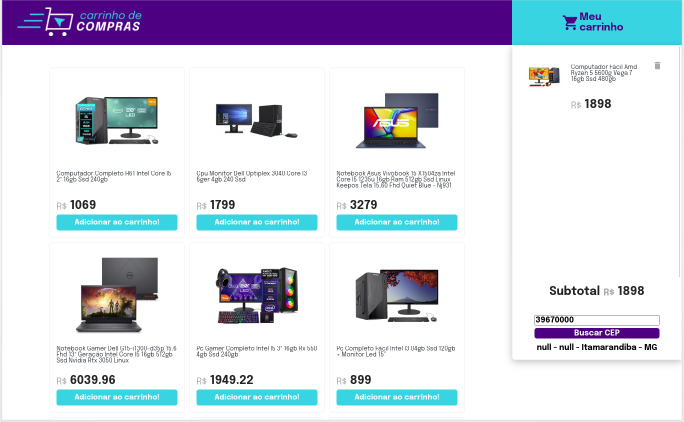 carrinho de
COMPRAS
Meu
carrinho
Computador Completo H61 Intel Core I5
2° 16gb Ssd 240gb
R$ 1069
Adicionar ao carrinho!
Cpu Monitor Dell Optiplex 3040 Core I3
6ger 4gb 240 Ssd
R$ 1799
Adicionar ao carrinho!
Notebook Asus Vivobook 15 X1504za Intel
Core I5 1235u 16gb Ram 512gb Ssd Linux
Keepos Tela 15,60 Fhd Quiet Blue - Nj931
R$ 3279
Adicionar ao carrinho!
Notebook Gamer Dell G15-i1300-d35p 15.6
Fhd 13° Geração Intel Core I5 16gb 512gb
Ssd Nvidia Rtx 3050 Linux
R$ 6039.96
Adicionar ao carrinho!
Pc Gamer Completo Intel I5 3° 16gb Rx 550
4gb Ssd 240gb
R$ 1949.22
Adicionar ao carrinho!
Pc Completo Fácil Intel I3 04gb Ssd 120gb
+ Monitor Led 15"
R$ 899
Adicionar ao carrinho!
Computador Fácil Amd
Ryzen 5 5600g Vega 7
16gb Ssd 480gb
R$ 1898
Subtotal R$ 1898
39670000
Buscar CEP
null - null - Itamarandiba - MG
ASUS